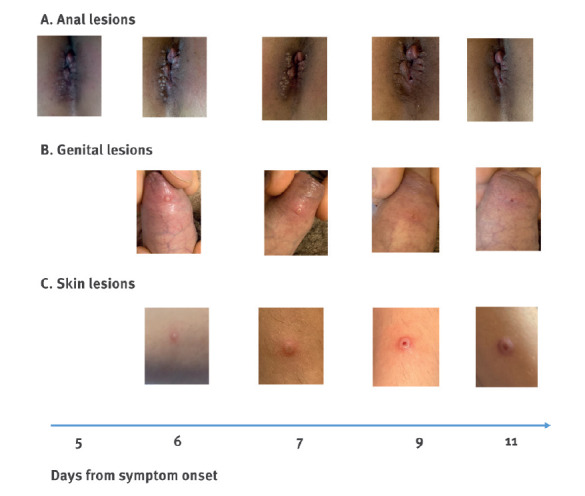 A. Anal lesions
B. Genital lesions
C. Skin lesions
5 6 7 9 11
Days from symptom onset